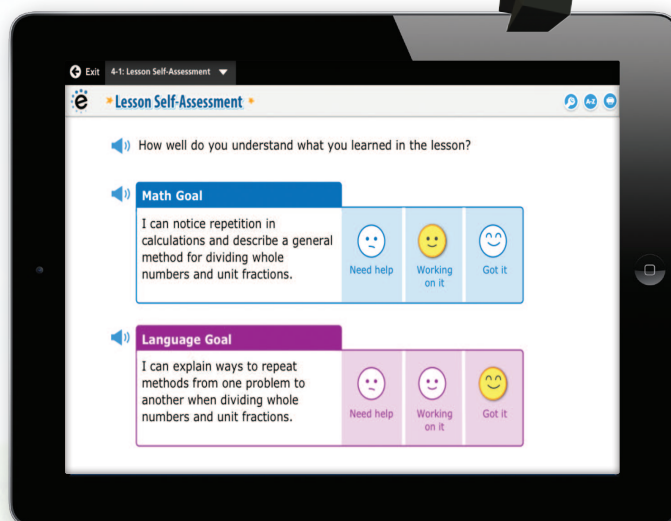 Exit 4-1: Lesson Self-Assessment
ë Lesson Self-Assessment A-Z
How well do you understand what you learned in the lesson?
Math Goal
I can notice repetition in
calculations and describe a general
method for dividing whole
numbers and unit fractions.
Need help Working Got it
on it
Language Goal
I can explain ways to repeat
methods from one problem to
another when dividing whole
numbers and unit fractions.
Need help Working Got it
on it